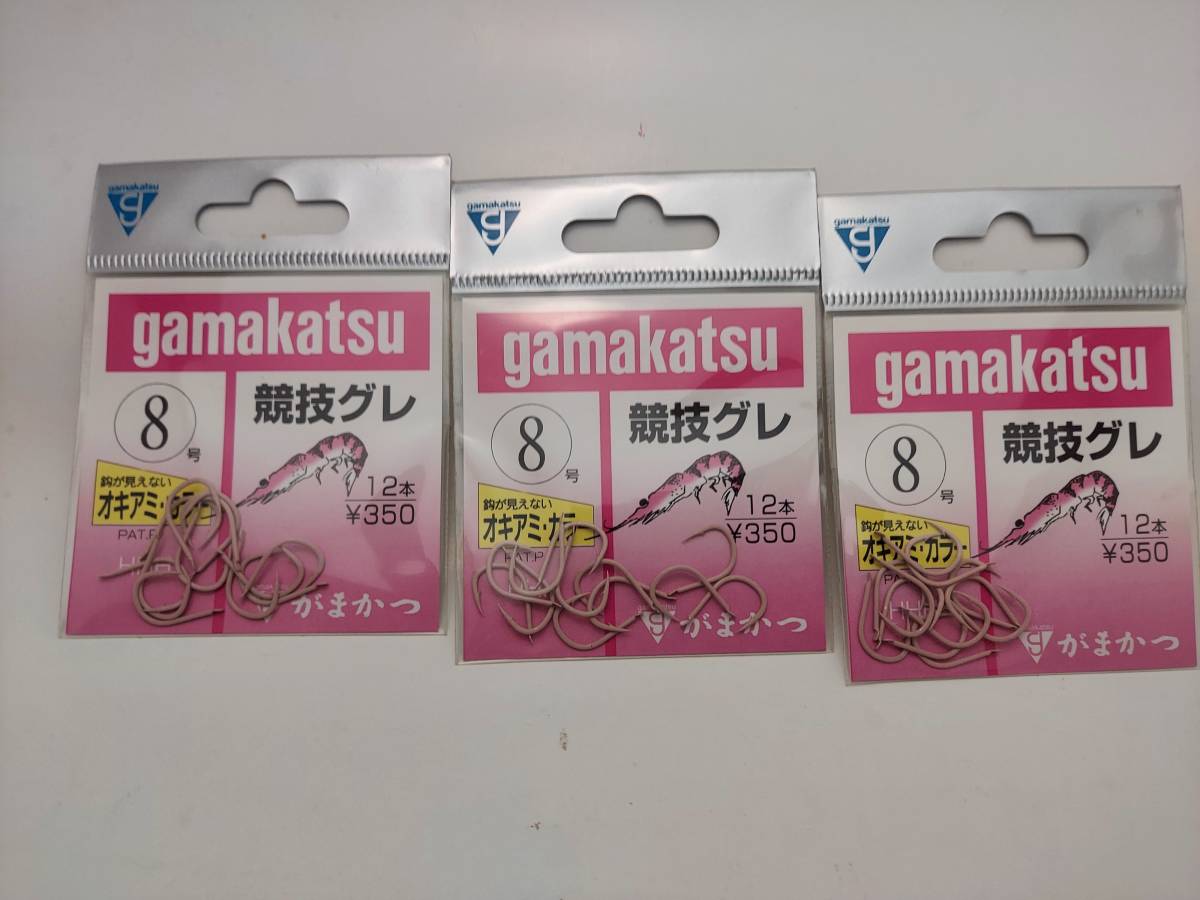 gamakatsu
gamakatsu
8
号
競技グレ
鈎が見えない
オキアミ・カラー
12本
¥350
がまかつ
gamakatsu
gamakatsu
8
号
競技グレ
鈎が見えない
オキアミ・カラー
12本
¥350
gamakatsu
がまかつ
gamakatsu
gamakatsu
8
号
競技グレ
鈎が見えない
オキアミ・カラー
12本
¥350
がまかつ